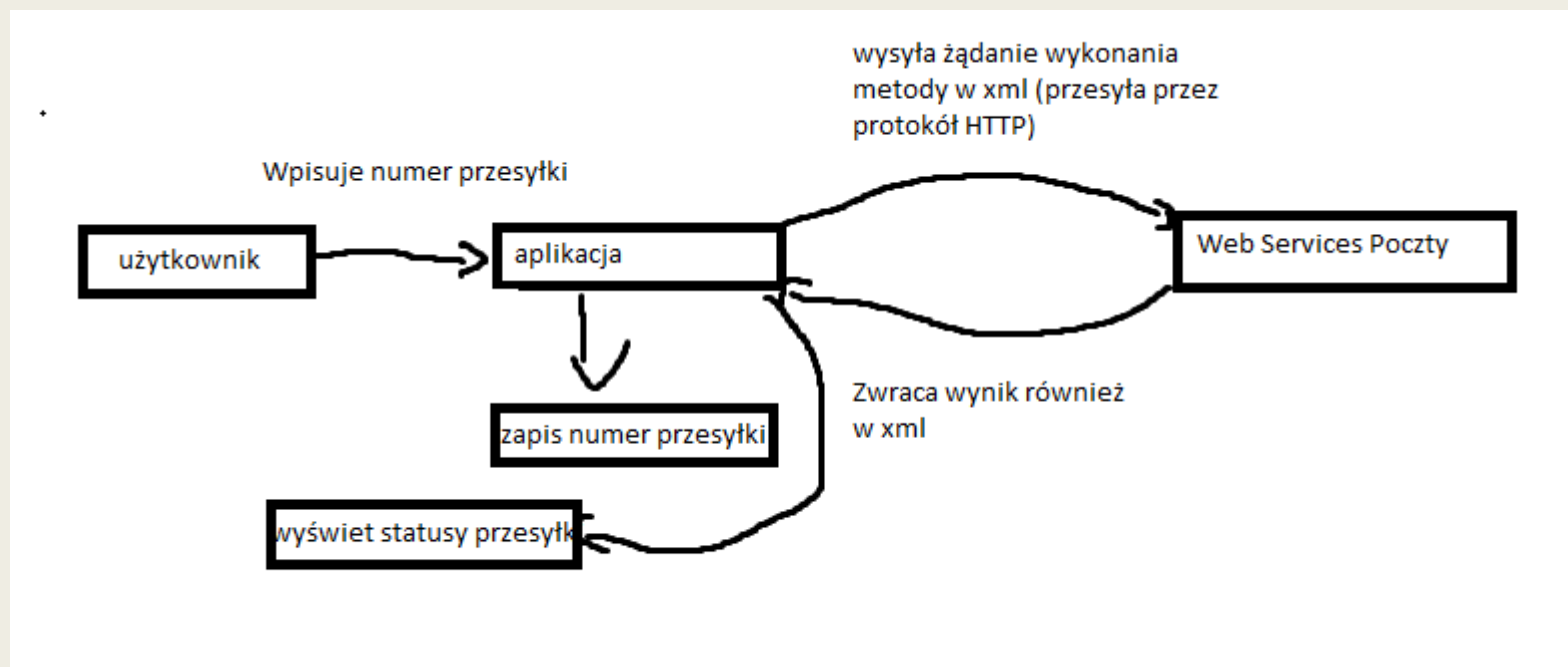 wysyła żądanie wykonania
metody w xml (przesyła przez
protokół HTTP)
Wpisuje numer przesyłki
użytkownik
aplikacja
Web Services Poczty
Zwraca wynik również
w xml
zapis numer przesyłki
wyświet statusy przesyłk